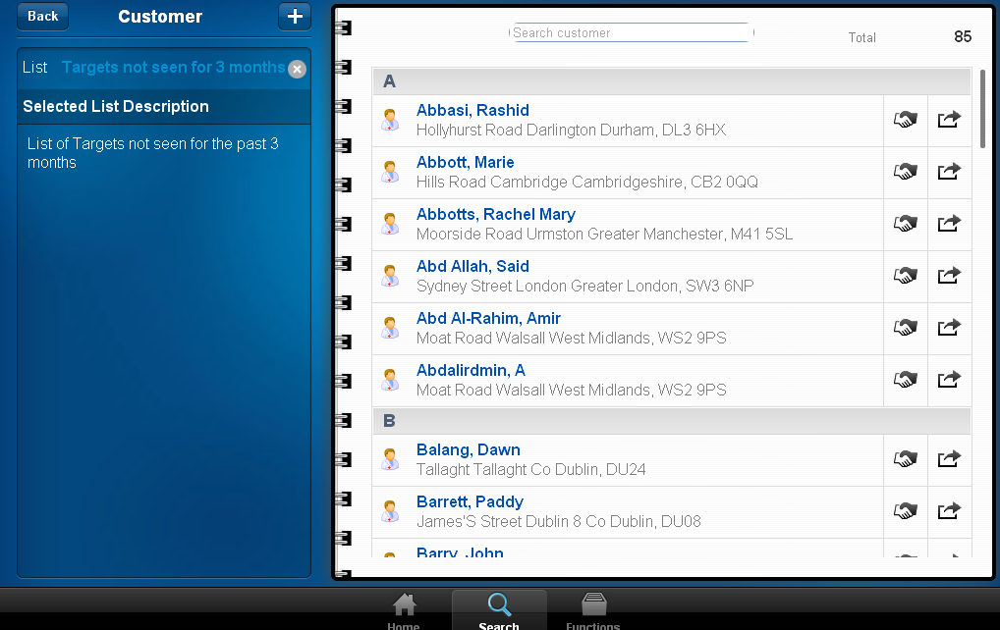 Back
Customer
+
List Targets not seen for 3 months
Selected List Description
List of Targets not seen for the past 3
months
Search customer
Total
85
A
Abbasi, Rashid
Hollyhurst Road Darlington Durham, DL3 6HX
Abbott, Marie
Hills Road Cambridge Cambridgeshire, CB2 0QQ
Abbotts, Rachel Mary
Moorside Road Urmston Greater Manchester, M41 5SL
Abd Allah, Said
Sydney Street London Greater London, SW3 6NP
Abd Al-Rahim, Amir
Moat Road Walsall West Midlands, WS2 9PS
Abdalirdmin, A
Moat Road Walsall West Midlands, WS2 9PS
B
Balang, Dawn
Tallaght Tallaght Co Dublin, DU24
Barrett, Paddy
James'S Street Dublin 8 Co Dublin, DU08
Barry, John
Home
Search
Functions